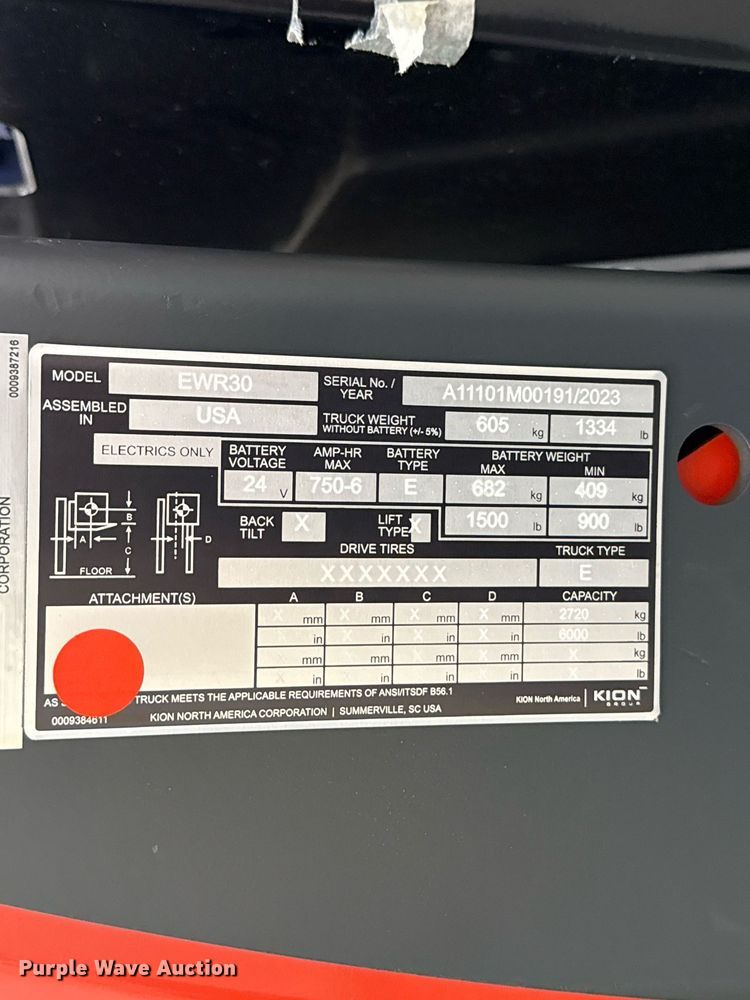 0009387216
CORPORATION
MODEL EWR30 SERIAL No. / YEAR A11101M00191/2023
ASSEMBLED IN USA TRUCK WEIGHT WITHOUT BATTERY (+/- 5%) 605 kg 1334 lb
ELECTRICS ONLY BATTERY VOLTAGE AMP-HR MAX BATTERY TYPE BATTERY WEIGHT
MAX MIN
24 V 750-6 E 682 kg 409 kg
BACK TILT X LIFT TYPE X 1500 lb 900 lb
A B C D FLOOR
DRIVE TIRES TRUCK TYPE
XXXXXXX E
ATTACHMENT(S) A B C D CAPACITY
X mm X mm X mm X mm 2720 kg
X in X in X in X in 6000 lb
X mm X mm X mm X mm X kg
X in X in X in X in X lb
AS TRUCK MEETS THE APPLICABLE REQUIREMENTS OF ANSI/ITSDF B56.1
0009384611 KION NORTH AMERICA CORPORATION | SUMMERVILLE, SC USA
KION North America | KION GROUP
Purple Wave Auction